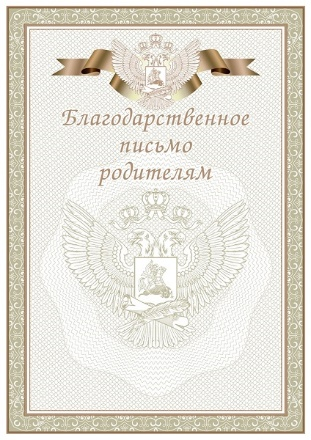 Благодарственное
письмо
родителям